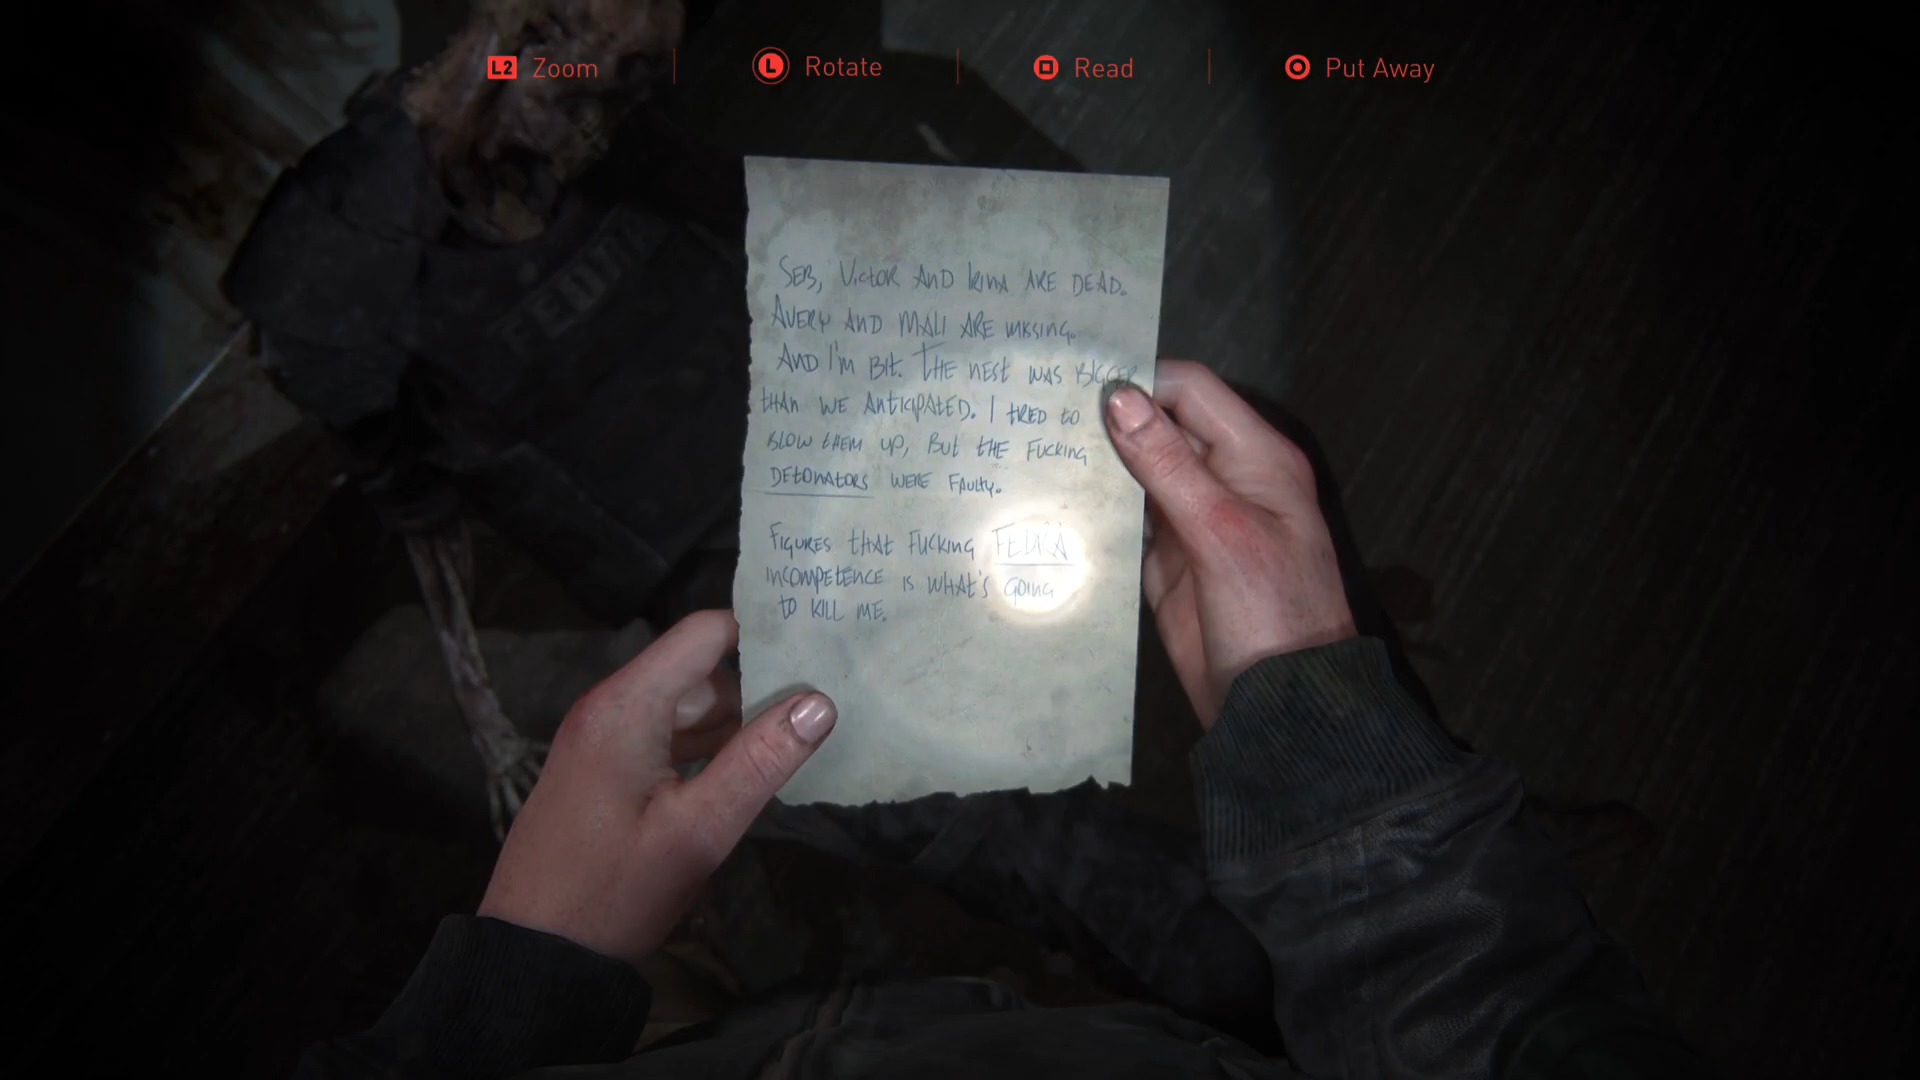 L2 Zoom
L Rotate
Read
Put Away
FEDRA
SEB, VICTOR AND IRINA ARE DEAD.
AVERY AND MALI ARE MISSING.
AND I'M BIT. THE NEST WAS BIGGER
THAN WE ANTICIPATED. I TRIED TO
BLOW THEM UP, BUT THE FUCKING
DETONATORS WERE FAULTY.
FIGURES THAT FUCKING FEDRA
INCOMPETENCE IS WHAT'S GOING
TO KILL ME.